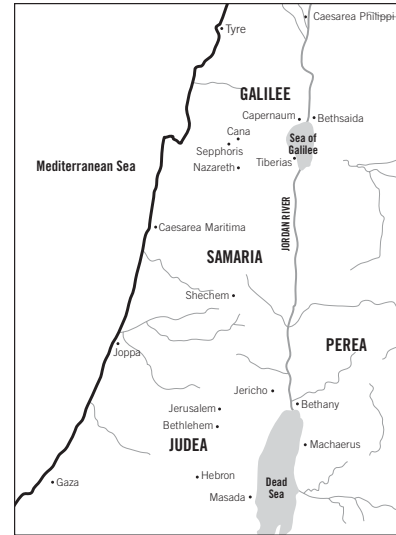 Caesarea Philippi
Tyre
GALILEE
Capernaum
Bethsaida
Cana
Sea of
Galilee
Sepphoris
Mediterranean Sea
Nazareth
Tiberias
JORDAN RIVER
Caesarea Maritima
SAMARIA
Shechem
PEREA
Joppa
Jericho
Bethany
Jerusalem
Bethlehem
JUDEA
Machaerus
Hebron
Gaza
Dead
Sea
Masada